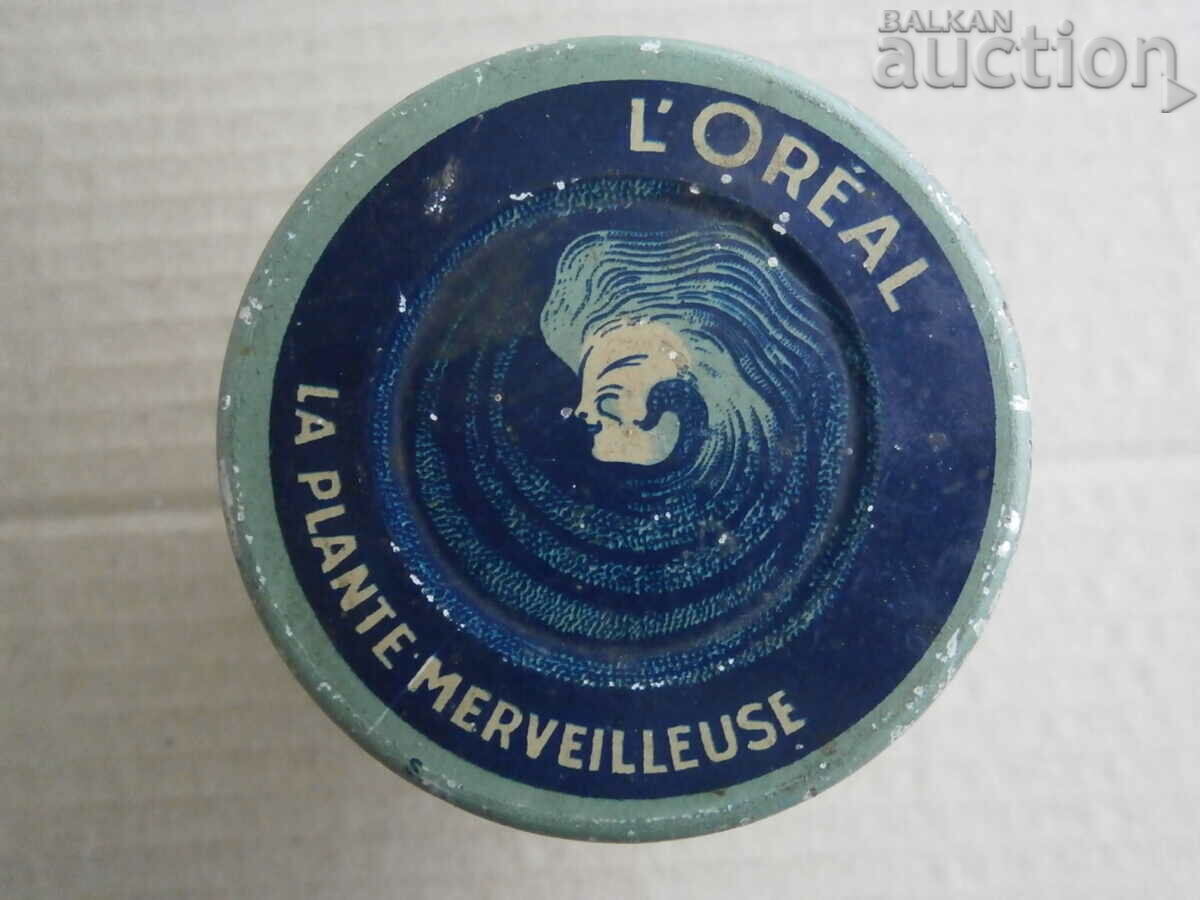 BALKAN
auction
L'ORÉAL
LA PLANTE MERVEILLEUSE